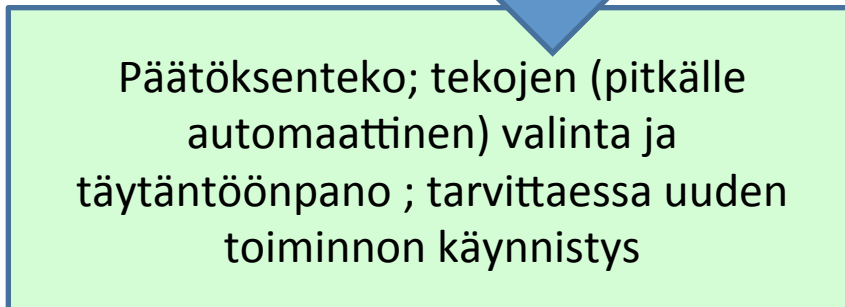 Päätöksenteko; tekojen (pitkälle
automaattinen) valinta ja
täytäntöönpano ; tarvittaessa uuden
toiminnon käynnistys